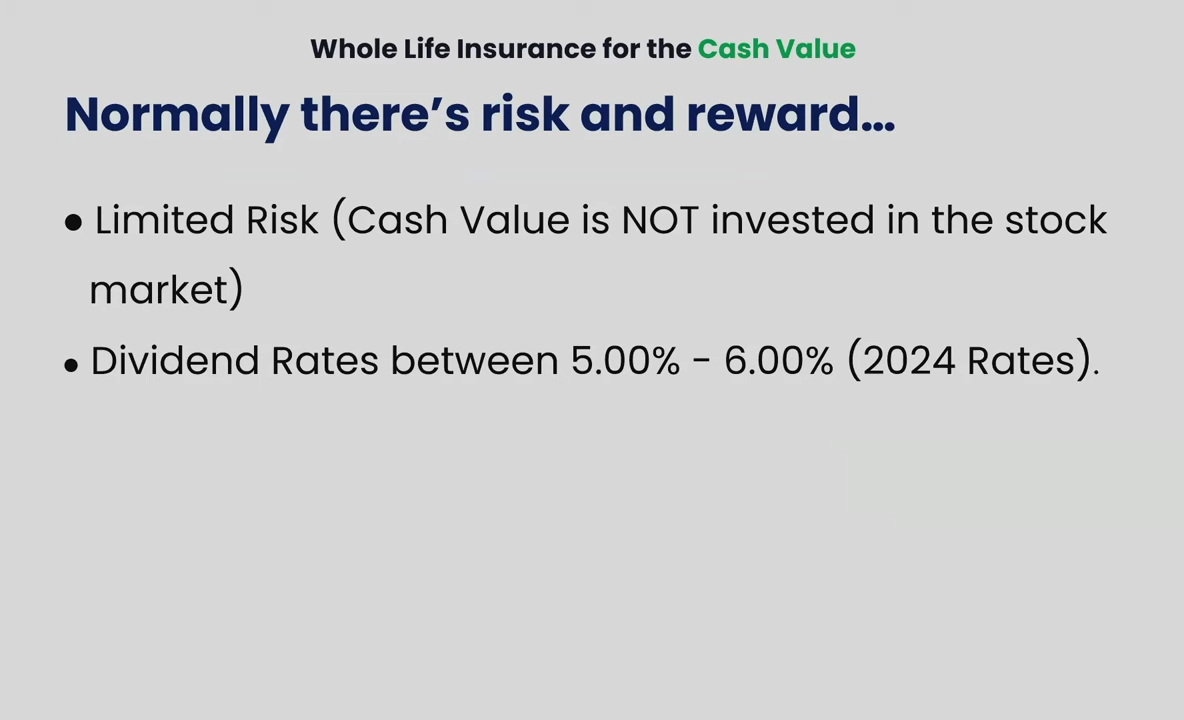 Whole Life Insurance for the Cash Value
Normally there’s risk and reward...
• Limited Risk (Cash Value is NOT invested in the stock
market)
• Dividend Rates between 5.00% - 6.00% (2024 Rates).